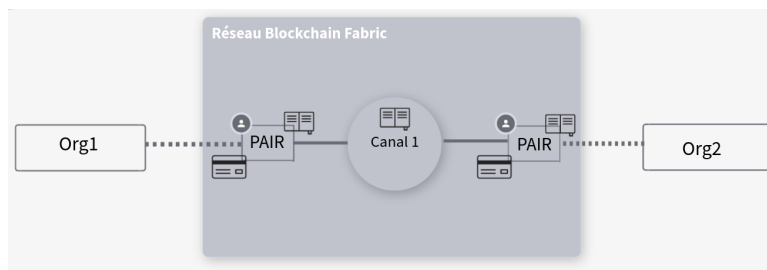 Réseau Blockchain Fabric
Org1
PAIR
Canal 1
PAIR
Org2